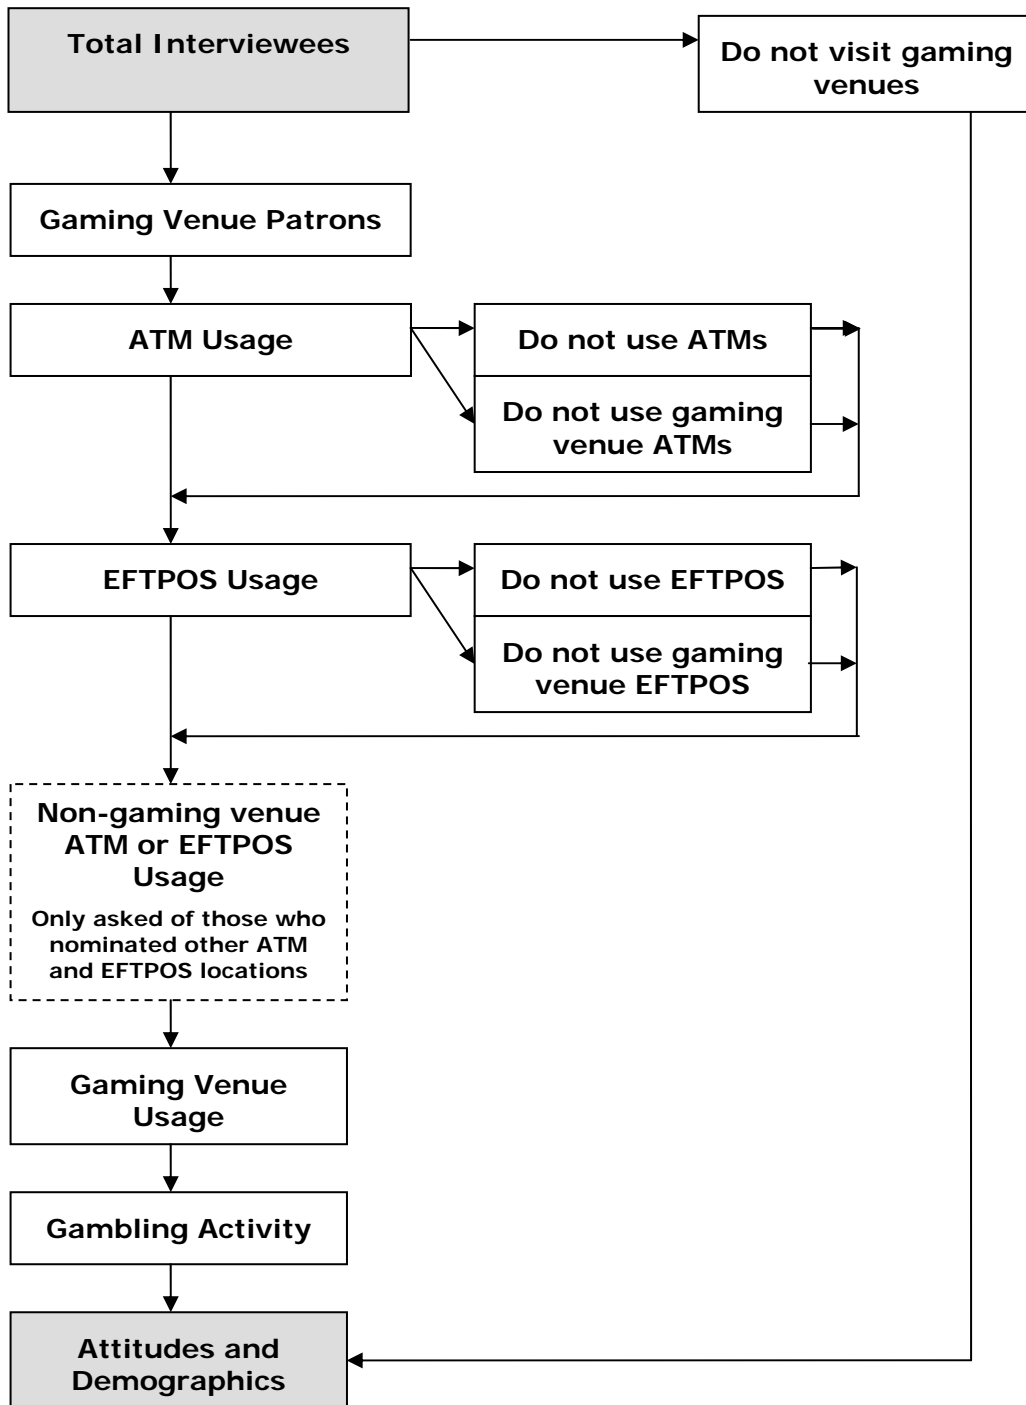 Total Interviewees
Do not visit gaming
venues
Gaming Venue Patrons
ATM Usage
Do not use ATMs
Do not use gaming
venue ATMs
EFTPOS Usage
Do not use EFTPOS
Do not use gaming
venue EFTPOS
Non-gaming venue
ATM or EFTPOS
Usage
Only asked of those who
nominated other ATM
and EFTPOS locations
Gaming Venue
Usage
Gambling Activity
Attitudes and
Demographics